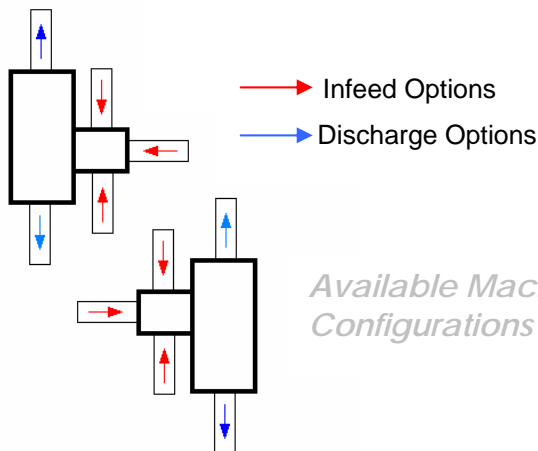 Infeed Options
Discharge Options
Available Mac
Configurations